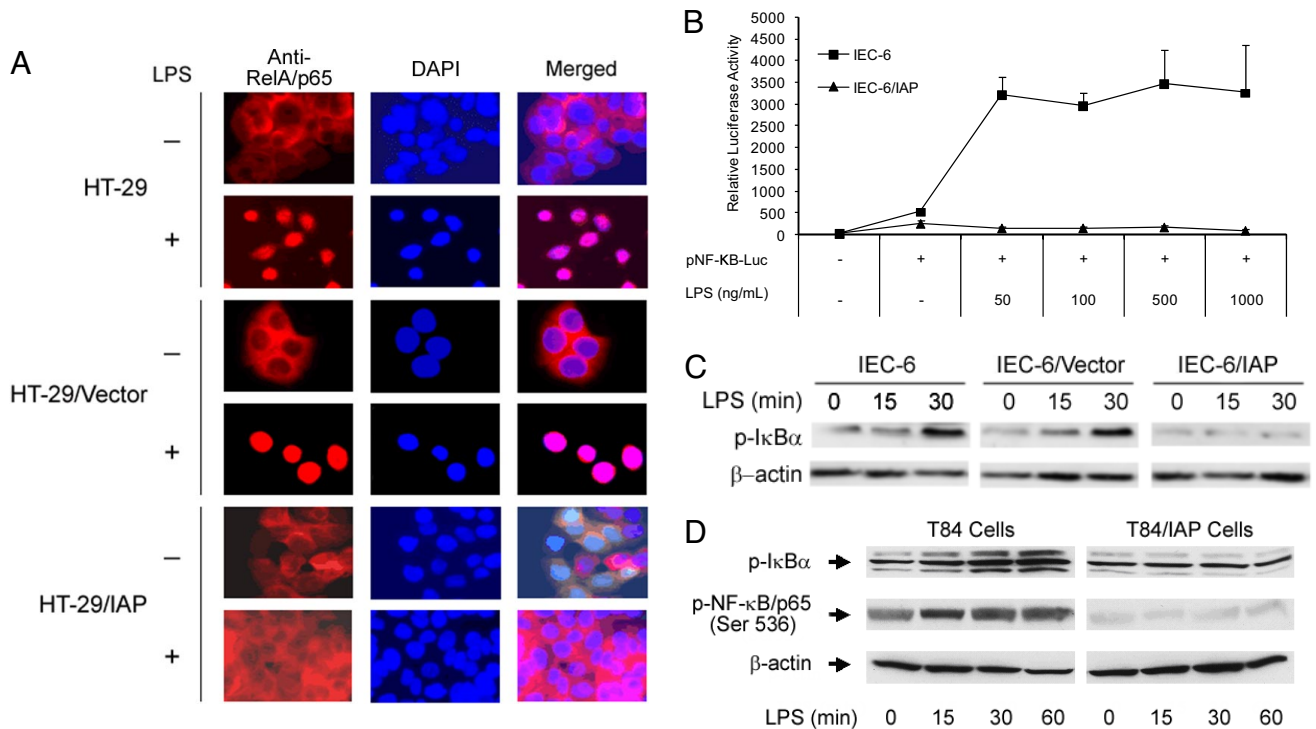 A
LPS
Anti-
RelA/p65
DAPI
Merged
HT-29
–
+
HT-29/Vector
–
+
HT-29/IAP
–
+
B
Relative Luciferase Activity
5000
4500
4000
3500
3000
2500
2000
1500
1000
500
0
IEC-6
IEC-6/IAP
pNF-KB-Luc - + + + + +
LPS (ng/mL) - - 50 100 500 1000
C
IEC-6 IEC-6/Vector IEC-6/IAP
LPS (min) 0 15 30 0 15 30 0 15 30
p-IκBα
β–actin
D
T84 Cells T84/IAP Cells
p-IκBα
p-NF-κB/p65
(Ser 536)
β-actin
LPS (min) 0 15 30 60 0 15 30 60